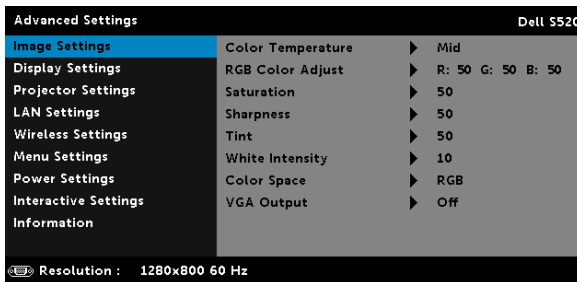 Advanced Settings Dell S520
Image Settings Color Temperature Mid
Display Settings RGB Color Adjust R: 50 G: 50 B: 50
Projector Settings Saturation 50
LAN Settings Sharpness 50
Wireless Settings Tint 50
Menu Settings White Intensity 10
Power Settings Color Space RGB
Interactive Settings VGA Output Off
Information
Resolution : 1280x800 60 Hz